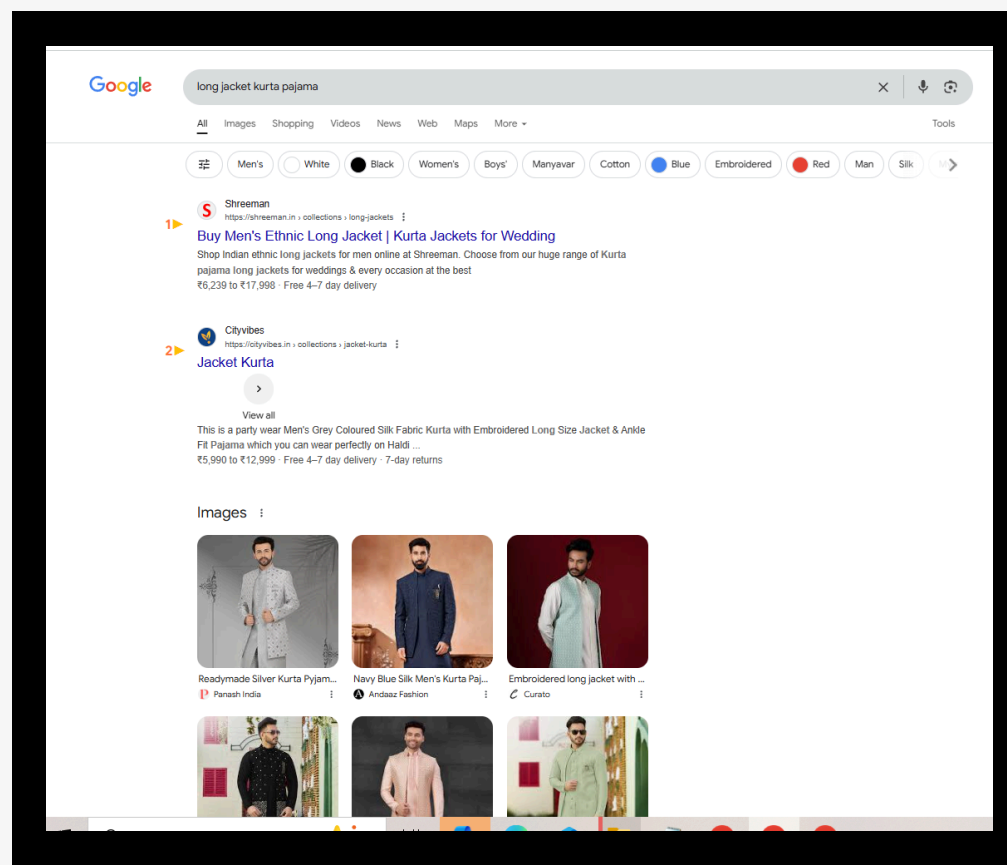 Google
long jacket kurta pajama
All Images Shopping Videos News Web Maps More Tools
Men's White Black Women's Boys' Manyavar Cotton Blue Embroidered Red Man Silk
1
S
Shreeman
https://shreeman.in › collections › long-jackets
Buy Men's Ethnic Long Jacket | Kurta Jackets for Wedding
Shop Indian ethnic long jackets for men online at Shreeman. Choose from our huge range of Kurta
pajama long jackets for weddings & every occasion at the best
₹6,239 to ₹17,998 · Free 4–7 day delivery
2
Cityvibes
https://cityvibes.in › collections › jacket-kurta
Jacket Kurta
View all
This is a party wear Men's Grey Coloured Silk Fabric Kurta with Embroidered Long Size Jacket & Ankle
Fit Pajama which you can wear perfectly on Haldi ...
₹5,990 to ₹12,999 · Free 4–7 day delivery · 7-day returns
Images
Readymade Silver Kurta Pyjam... Navy Blue Silk Men's Kurta Paj... Embroidered long jacket with ...
P Panash India A Andaaz Fashion C Curato